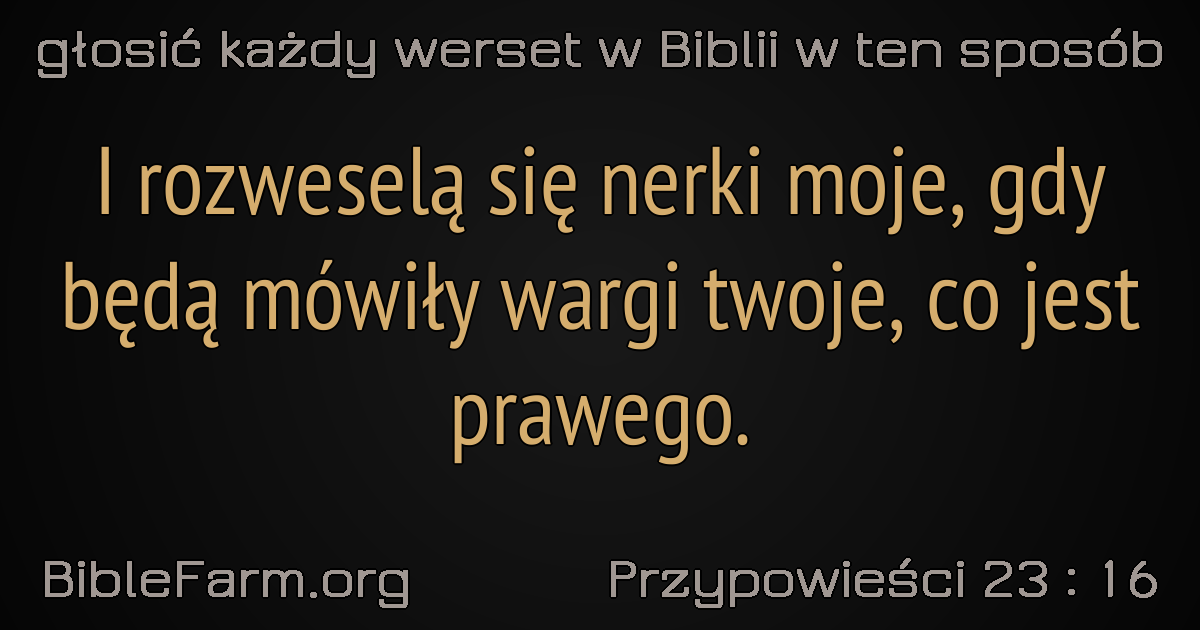 głosić każdy werset w Biblii w ten sposób
I rozweselą się nerki moje, gdy
będą mówiły wargi twoje, co jest
prawego.
BibleFarm.org
Przypowieści 23 : 16